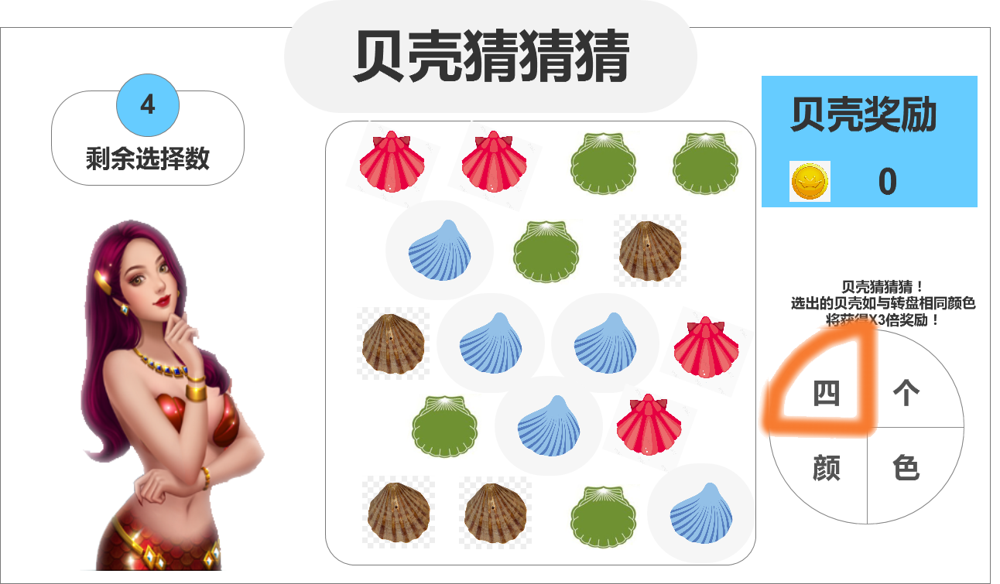 贝壳猜猜猜
4
剩余选择数
贝壳奖励
0
贝壳猜猜猜！
选出的贝壳如与转盘相同颜色
将获得X3倍奖励！
四 个
颜 色